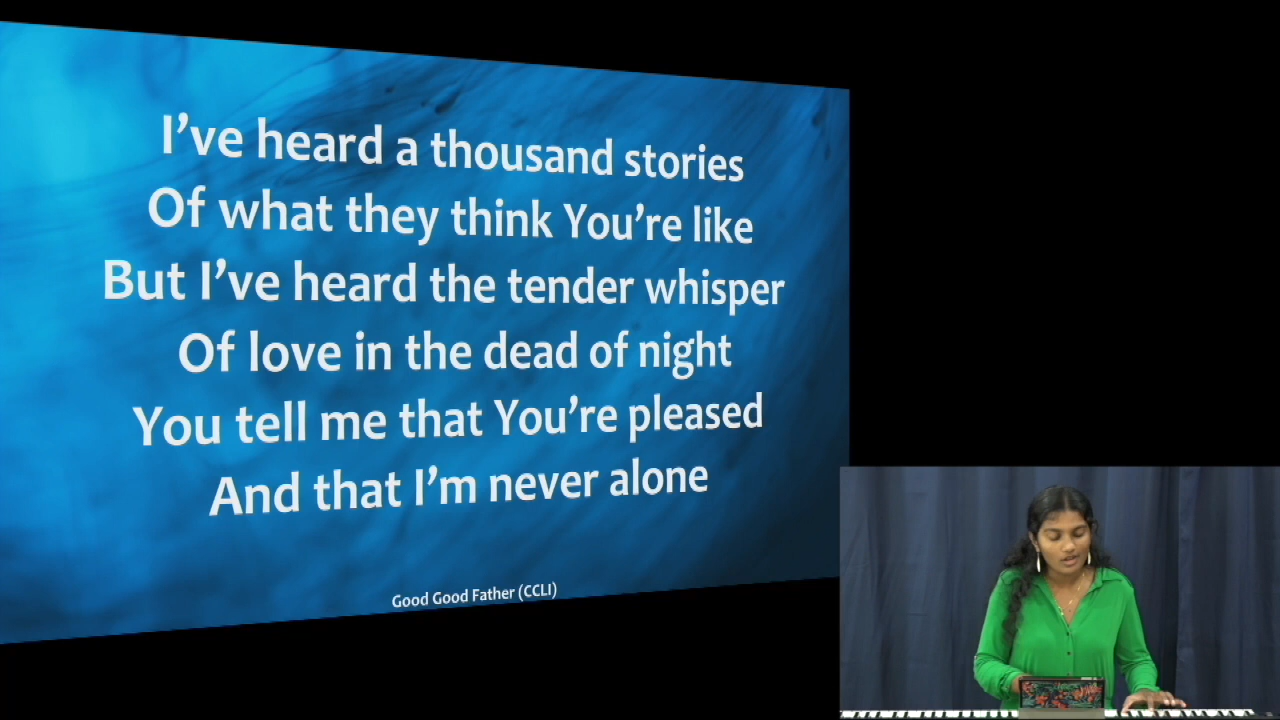 I've heard a thousand stories
Of what they think You're like
But I've heard the tender whisper
Of love in the dead of night
You tell me that You're pleased
And that I'm never alone
Good Good Father (CCLI)